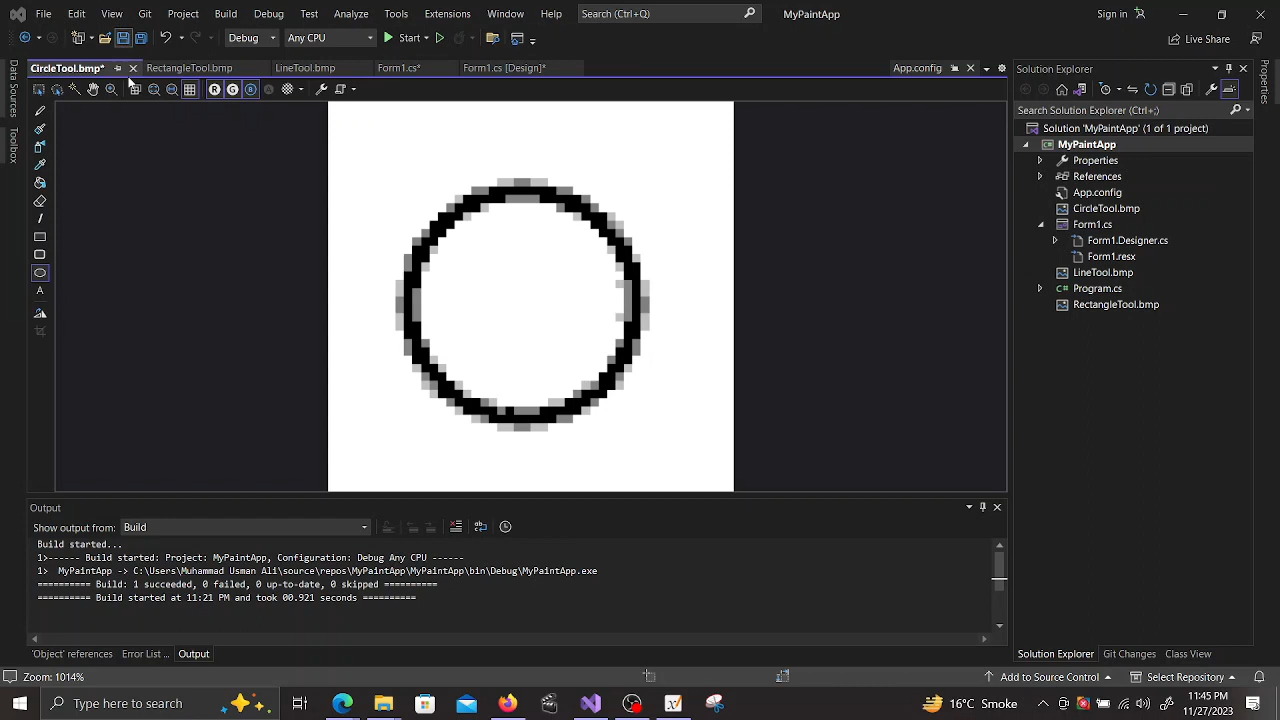 File Edit View Git Project Build Debug Test Analyze Tools Extensions Window Help Search (Ctrl+Q) MyPaintApp Sign in
Debug Any CPU Start Live Share
CircleTool.bmp* RectangleTool.bmp LineTool.bmp Form1.cs* Form1.cs [Design]* App.config
R G B
Data Sources
Toolbox
A
Solution Explorer
Search Solution Explorer (Ctrl+;)
Solution 'MyPaintApp' (1 of 1 project)
MyPaintApp
Properties
References
App.config
CircleTool.bmp
Form1.cs
Form1.Designer.cs
Form1.resx
LineTool.bmp
Program.cs
RectangleTool.bmp
Properties
Output
Show output from: Build
Build started...
1>------ Build started: Project: MyPaintApp, Configuration: Debug Any CPU ------
1>  MyPaintApp -> C:\Users\Muhammad Usman Ali\source\repos\MyPaintApp\MyPaintApp\bin\Debug\MyPaintApp.exe
========== Build: 1 succeeded, 0 failed, 0 up-to-date, 0 skipped ==========
========== Build started at 11:21 PM and took 00.921 seconds ==========
'Object' references Error List ... Output
Solution Explorer Git Changes Class View
Zoom: 1014%
Add to Source Control Select Repository
Type here to search
16°C Smoke
11:45 PM
11/27/2023